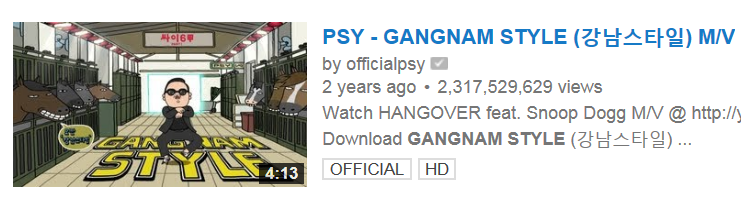 싸이6甲
GANGNAM
STYLE
4:13
PSY - GANGNAM STYLE (강남스타일) M/V
by officialpsy
2 years ago • 2,317,529,629 views
Watch HANGOVER feat. Snoop Dogg M/V @ http://y
Download GANGNAM STYLE (강남스타일) ...
OFFICIAL HD